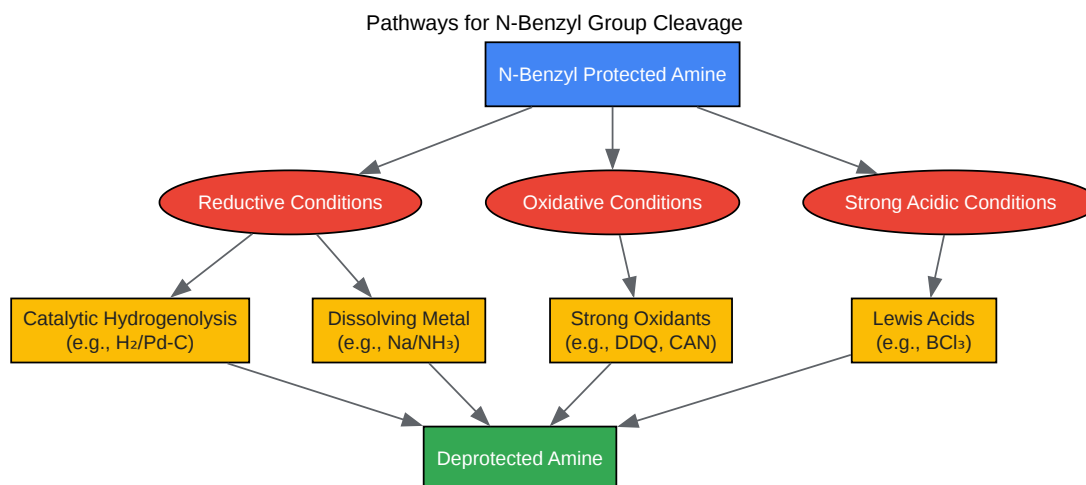 Pathways for N-Benzyl Group Cleavage
N-Benzyl Protected Amine
Reductive Conditions
Oxidative Conditions
Strong Acidic Conditions
Catalytic Hydrogenolysis
(e.g., H₂/Pd-C)
Dissolving Metal
(e.g., Na/NH₃)
Strong Oxidants
(e.g., DDQ, CAN)
Lewis Acids
(e.g., BCl₃)
Deprotected Amine